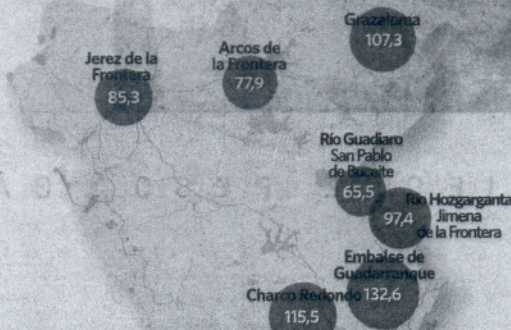 Grazalema
107,3
Jerez de la
Frontera
85,3
Arcos de
la Frontera
77,9
Río Guadiaro
San Pablo
de Buceite
65,5
Río Hozgarganta
Jimena
de la Frontera
97,4
Embalse de
Guadarranque
132,6
Charco Redondo
115,5